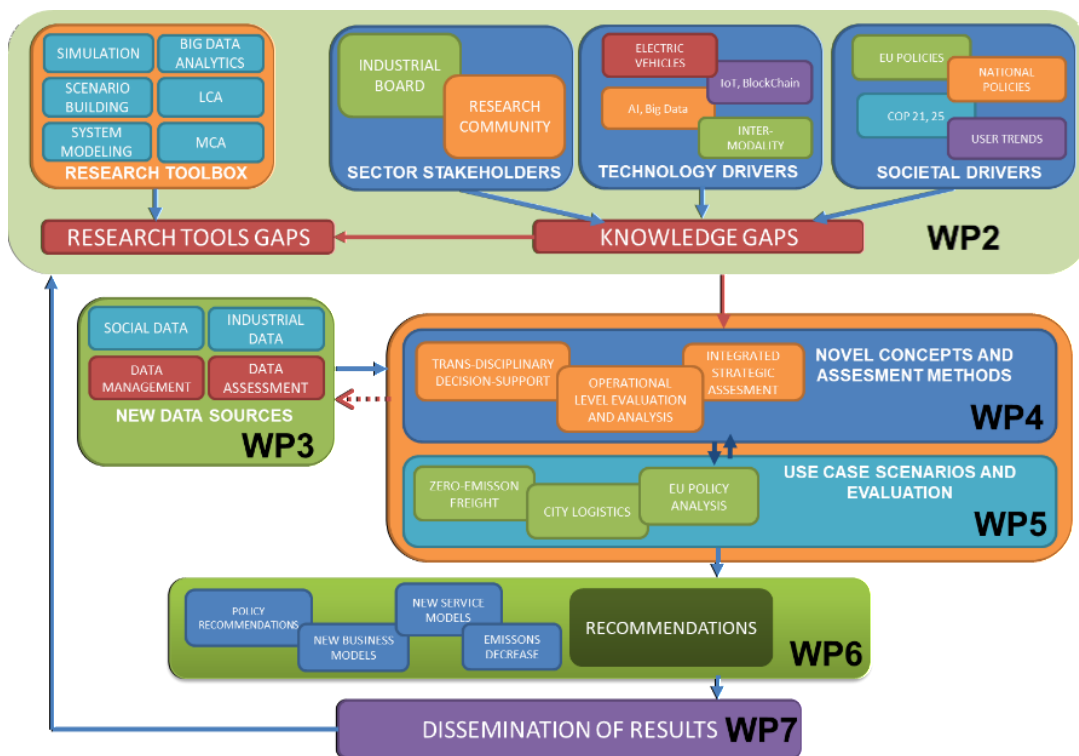 SIMULATION
BIG DATA
ANALYTICS
SCENARIO
BUILDING
LCA
SYSTEM
MODELING
MCA
RESEARCH TOOLBOX
INDUSTRIAL
BOARD
RESEARCH
COMMUNITY
SECTOR STAKEHOLDERS
ELECTRIC
VEHICLES
IoT, BlockChain
AI, Big Data
INTER-
MODALITY
TECHNOLOGY DRIVERS
EU POLICIES
NATIONAL
POLICIES
COP 21, 25
USER TRENDS
SOCIETAL DRIVERS
RESEARCH TOOLS GAPS
KNOWLEDGE GAPS
WP2
SOCIAL DATA
INDUSTRIAL
DATA
DATA
MANAGEMENT
DATA
ASSESSMENT
NEW DATA SOURCES
WP3
TRANS-DISCIPLINARY
DECISION-SUPPORT
OPERATIONAL
LEVEL EVALUATION
AND ANALYSIS
INTEGRATED
STRATEGIC
ASSESMENT
NOVEL CONCEPTS AND
ASSESMENT METHODS
WP4
ZERO-EMISSON
FREIGHT
CITY LOGISTICS
EU POLICY
ANALYSIS
USE CASE SCENARIOS AND
EVALUATION
WP5
POLICY
RECOMMENDATIONS
NEW BUSINESS
MODELS
NEW SERVICE
MODELS
EMISSONS
DECREASE
RECOMMENDATIONS
WP6
DISSEMINATION OF RESULTS WP7